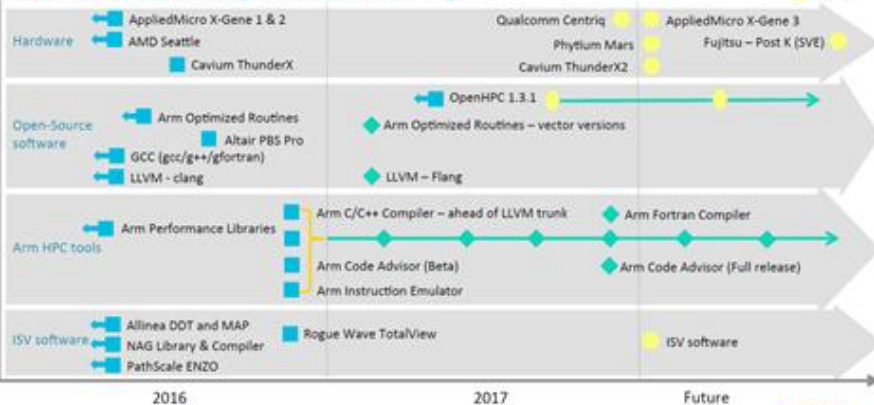 AppliedMicro X-Gene 1 & 2
Qualcomm Centriq
AppliedMicro X-Gene 3
Hardware
AMD Seattle
Phytium Mars
Fujitsu – Post K (SVE)
Cavium ThunderX
Cavium ThunderX2
OpenHPC 1.3.1
Open-Source
software
Arm Optimized Routines
Arm Optimized Routines – vector versions
Altair PBS Pro
GCC (gcc/g++/gfortran)
LLVM - clang
LLVM – Flang
Arm HPC tools
Arm Performance Libraries
Arm C/C++ Compiler – ahead of LLVM trunk
Arm Fortran Compiler
Arm Code Advisor (Beta)
Arm Code Advisor (Full release)
Arm Instruction Emulator
ISV software
Allinea DDT and MAP
Rogue Wave TotalView
NAG Library & Compiler
ISV software
PathScale ENZO
2016
2017
Future